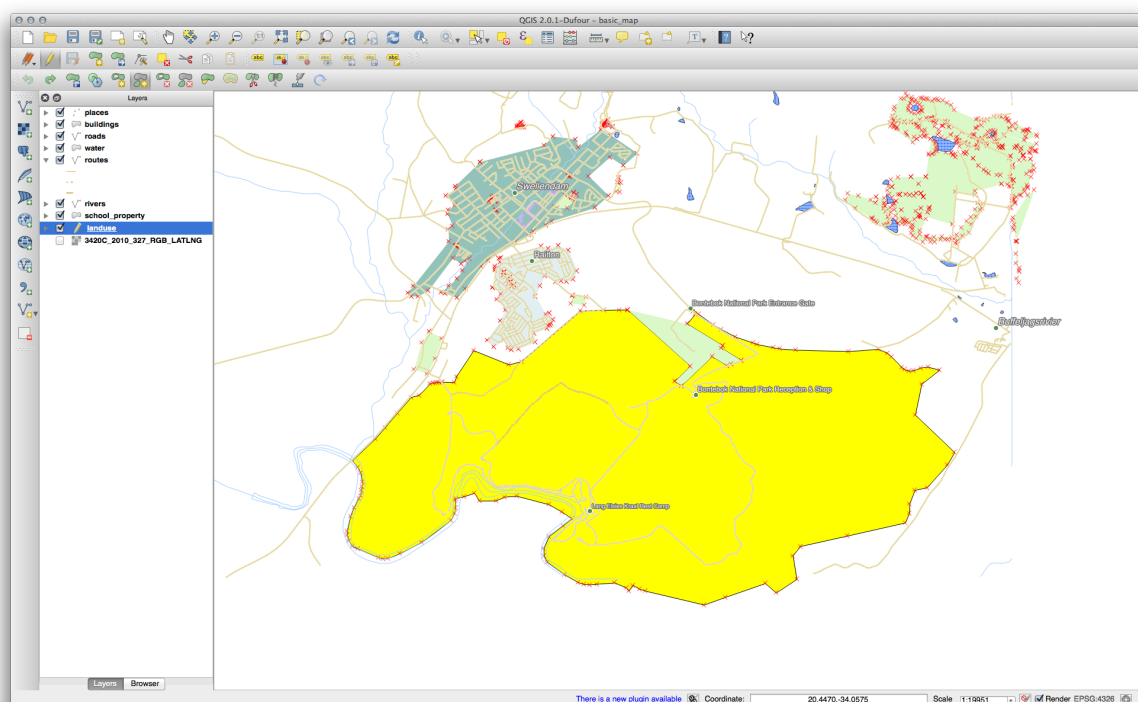 QGIS 2.0.1-Dufour - basic_map
Layers
places
buildings
roads
water
routes
rivers
school_property
landuse
3420C_2010_327_RGB_LATLNG
Swellendam
Railton
Bontebok National Park Entrance Gate
Buffeljagsrivier
Bontebok National Park Reception & Shop
Lang Elsies Kraal Rest Camp
Layers
Browser
There is a new plugin available
Coordinate:
20.4470,-34.0575
Scale
1:19951
Render
EPSG:4326